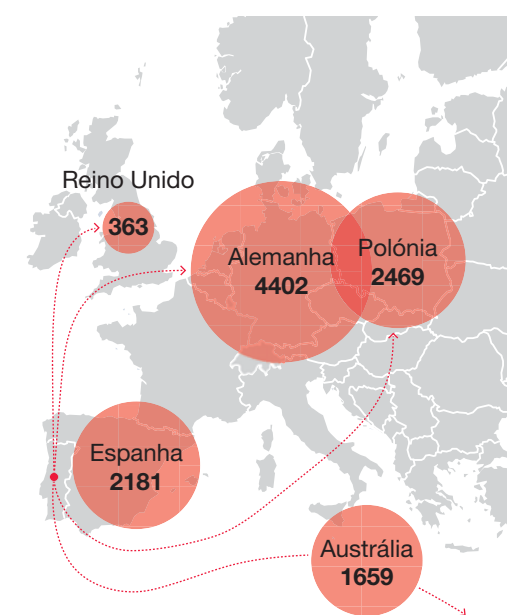 Reino Unido
363
Alemanha
4402
Polónia
2469
Espanha
2181
Austrália
1659